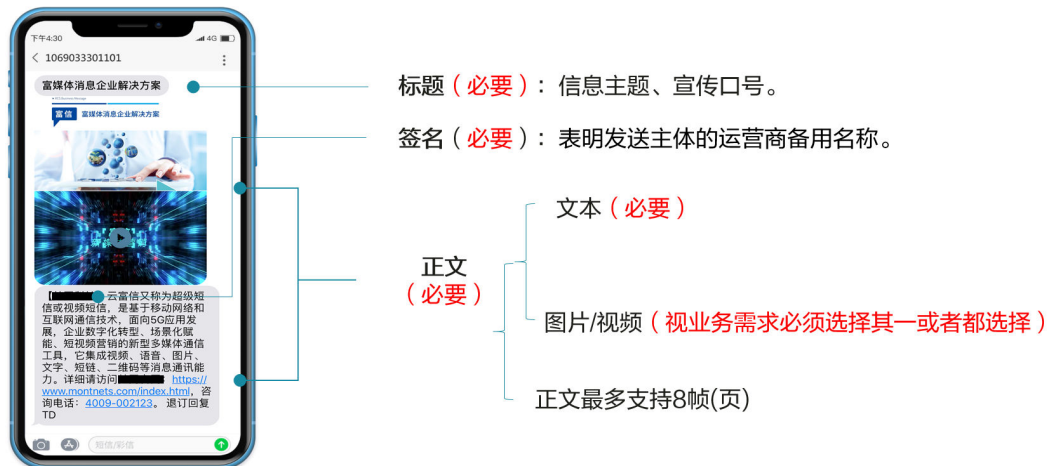 下午4:30
4G
1069033301101
富媒体消息企业解决方案
富信 富媒体消息企业解决方案
【
云富信又称为超级短
信或视频短信，是基于移动网络和
互联网通信技术，面向5G应用发
展，企业数字化转型、场景化赋
能、短视频营销的新型多媒体通信
工具，它集成视频、语音、图片、
文字、短链、二维码等消息通讯能
力。详细请访问 https://
www.montnets.com/index.html，咨
询电话：4009-002123。退订回复
TD
短信/彩信
标题（必要）：信息主题、宣传口号。
签名（必要）：表明发送主体的运营商备用名称。
正文
（必要）
文本（必要）
图片/视频（视业务需求必须选择其一或者都选择）
正文最多支持8帧(页)